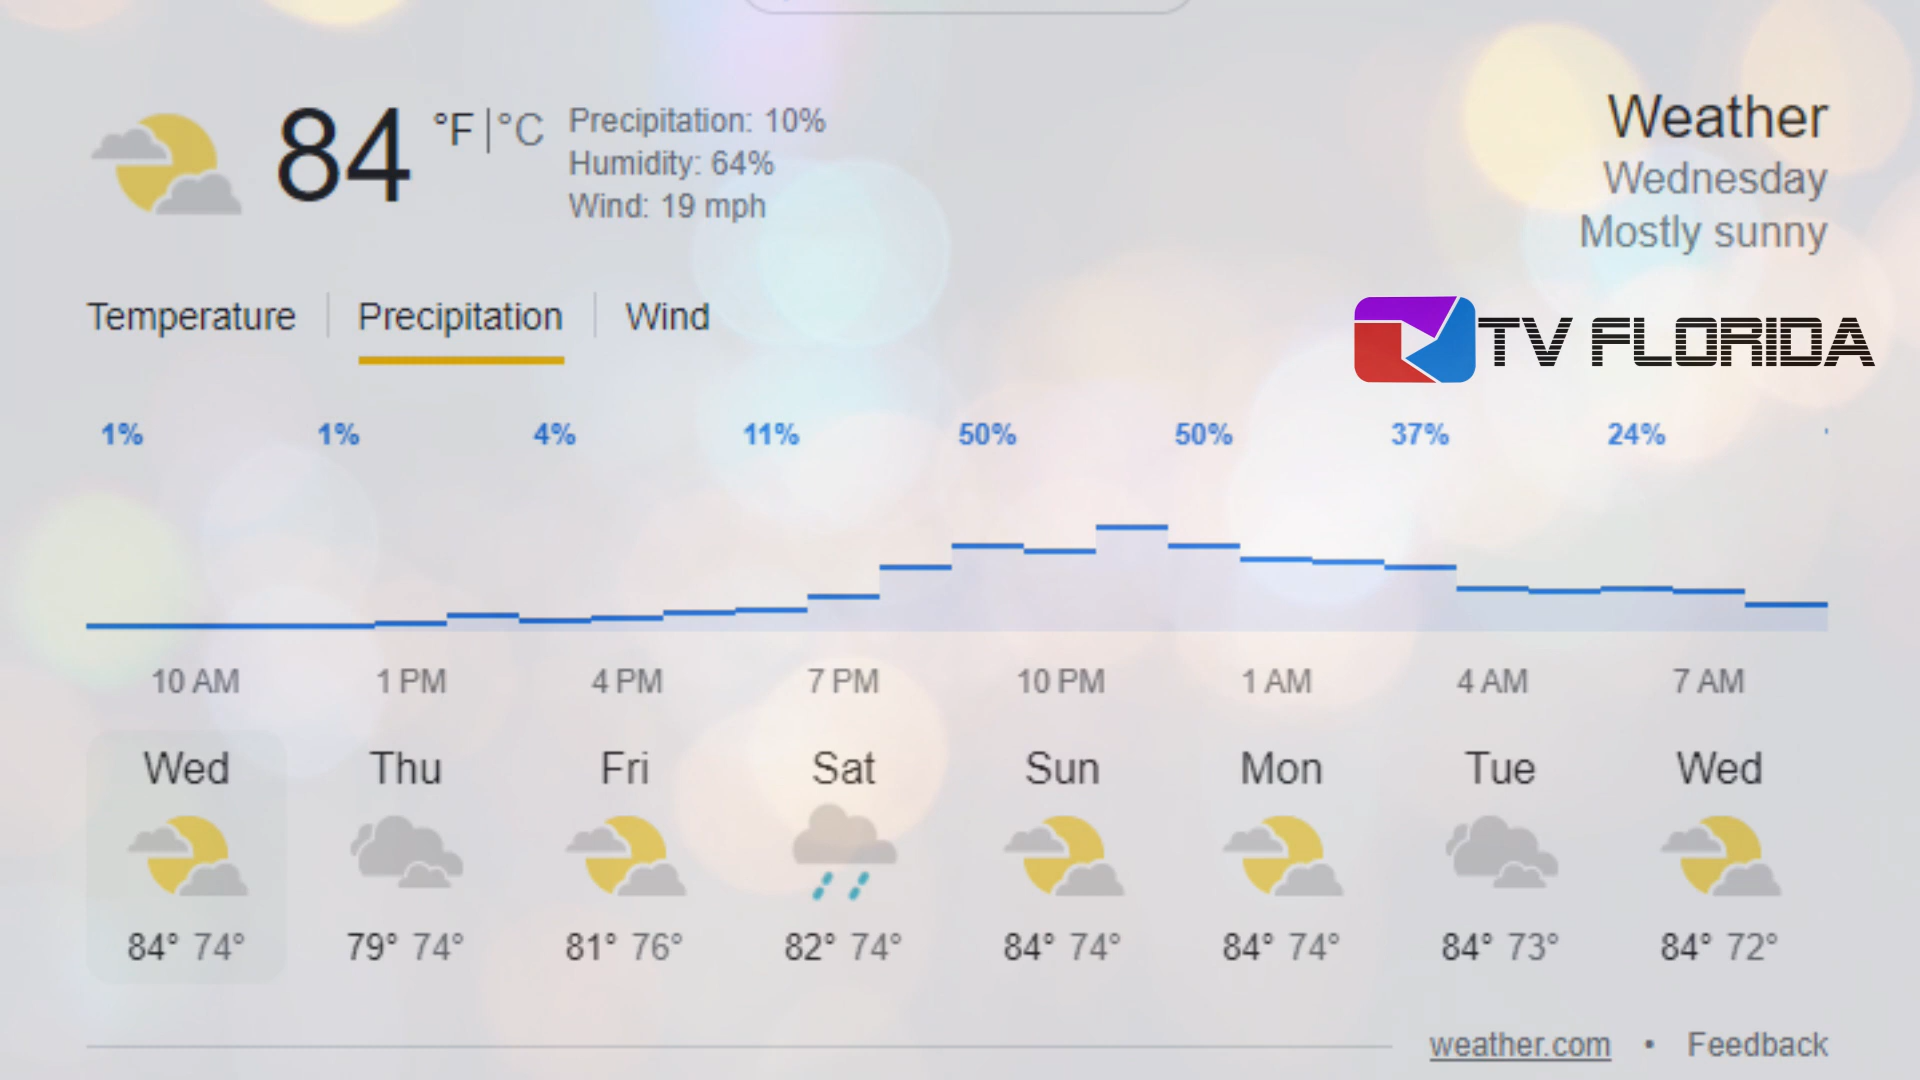 84 °F|°C
Precipitation: 10%
Humidity: 64%
Wind: 19 mph
Weather
Wednesday
Mostly sunny
Temperature Precipitation Wind
TV FLORIDA
1% 1% 4% 11% 50% 50% 37% 24%
10 AM 1 PM 4 PM 7 PM 10 PM 1 AM 4 AM 7 AM
Wed Thu Fri Sat Sun Mon Tue Wed
84° 74° 79° 74° 81° 76° 82° 74° 84° 74° 84° 74° 84° 73° 84° 72°
weather.com • Feedback